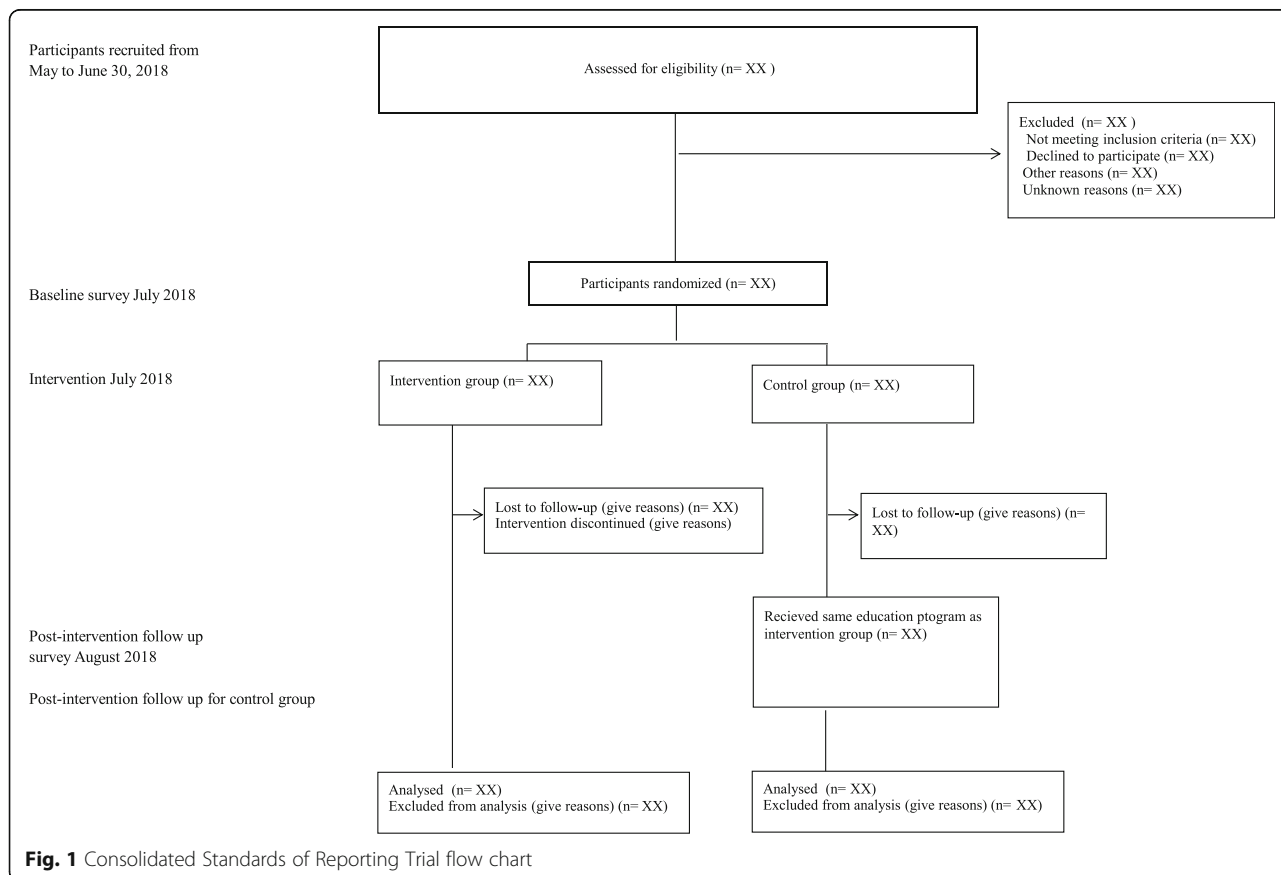 Participants recruited from
May to June 30, 2018
Assessed for eligibility (n= XX )
Excluded (n= XX )
Not meeting inclusion criteria (n= XX)
Declined to participate (n= XX)
Other reasons (n= XX)
Unknown reasons (n= XX)
Baseline survey July 2018
Participants randomized (n= XX)
Intervention July 2018
Intervention group (n= XX)
Control group (n= XX)
Lost to follow-up (give reasons) (n= XX)
Intervention discontinued (give reasons)
Lost to follow-up (give reasons) (n=
XX)
Post-intervention follow up
survey August 2018
Recieved same education ptogram as
intervention group (n= XX)
Post-intervention follow up for control group
Analysed (n= XX)
Excluded from analysis (give reasons) (n= XX)
Analysed (n= XX)
Excluded from analysis (give reasons) (n= XX)
Fig. 1 Consolidated Standards of Reporting Trial flow chart